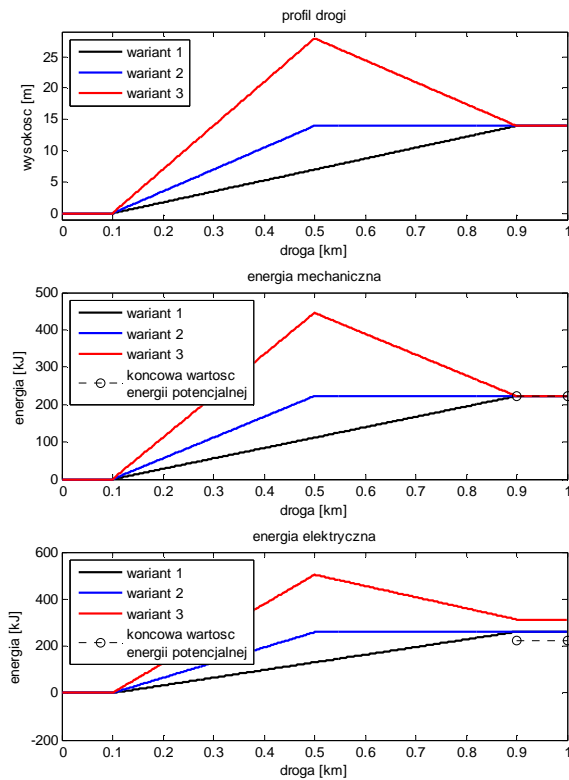 profil drogi
25
20
15
10
5
0
wysokosc [m]
wariant 1
wariant 2
wariant 3
0 0.1 0.2 0.3 0.4 0.5 0.6 0.7 0.8 0.9 1
droga [km]
energia mechaniczna
500
400
300
200
100
0
energia [kJ]
wariant 1
wariant 2
wariant 3
koncowa wartosc
energii potencjalnej
0 0.1 0.2 0.3 0.4 0.5 0.6 0.7 0.8 0.9 1
droga [km]
energia elektryczna
600
400
200
0
-200
energia [kJ]
wariant 1
wariant 2
wariant 3
koncowa wartosc
energii potencjalnej
0 0.1 0.2 0.3 0.4 0.5 0.6 0.7 0.8 0.9 1
droga [km]